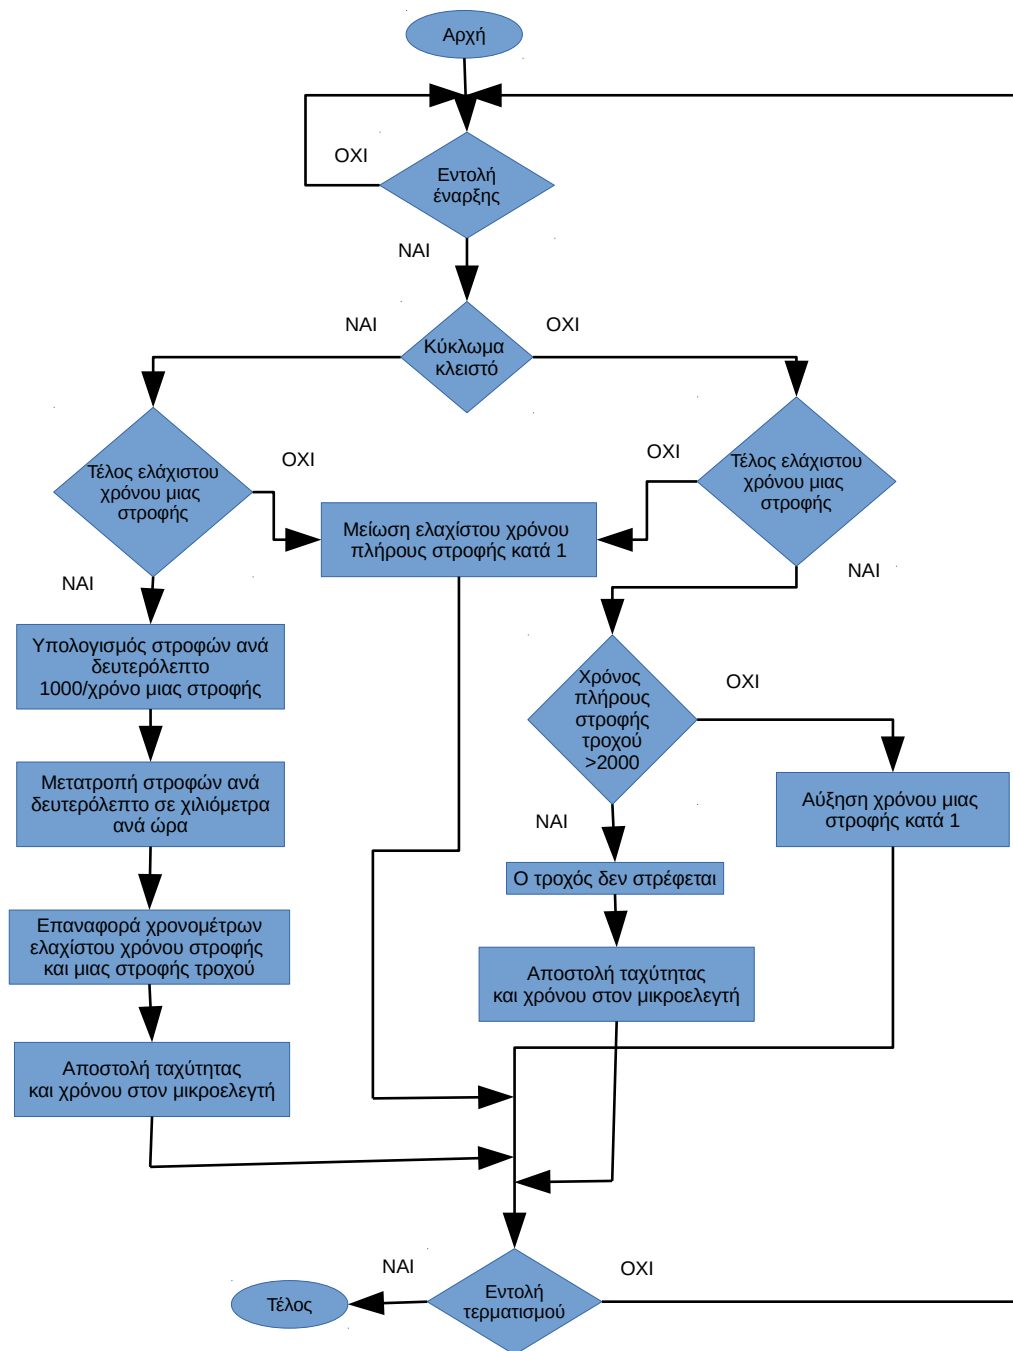 Αρχή
ΟΧΙ
Εντολή
έναρξης
ΝΑΙ
ΝΑΙ
ΟΧΙ
Κύκλωμα
κλειστό
Τέλος ελάχιστου
χρόνου μιας
στροφής
ΟΧΙ
ΟΧΙ
Τέλος ελάχιστου
χρόνου μιας
στροφής
Μείωση ελαχίστου χρόνου
πλήρους στροφής κατά 1
ΝΑΙ
ΝΑΙ
Υπολογισμός στροφών ανά
δευτερόλεπτο
1000/χρόνο μιας στροφής
Χρόνος
πλήρους
στροφής
τροχού
>2000
ΟΧΙ
Μετατροπή στροφών ανά
δευτερόλεπτο σε χιλιόμετρα
ανά ώρα
Αύξηση χρόνου μιας
στροφής κατά 1
ΝΑΙ
Ο τροχός δεν στρέφεται
Επαναφορά χρονομέτρων
ελαχίστου χρόνου στροφής
και μιας στροφής τροχού
Αποστολή ταχύτητας
και χρόνου στον μικροελεγτή
Αποστολή ταχύτητας
και χρόνου στον μικροελεγτή
ΝΑΙ
ΟΧΙ
Εντολή
τερματισμού
Τέλος